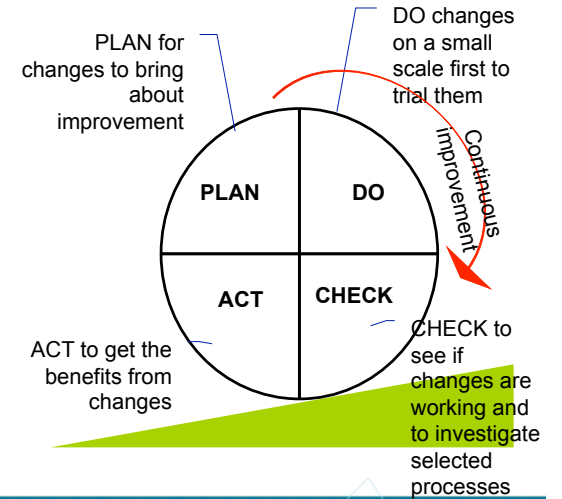 PLAN for
changes to bring
about
improvement
DO changes
on a small
scale first to
trial them
Continuous
improvement
PLAN
DO
ACT
CHECK
ACT to get the
benefits from
changes
CHECK to
see if
changes are
working and
to investigate
selected
processes